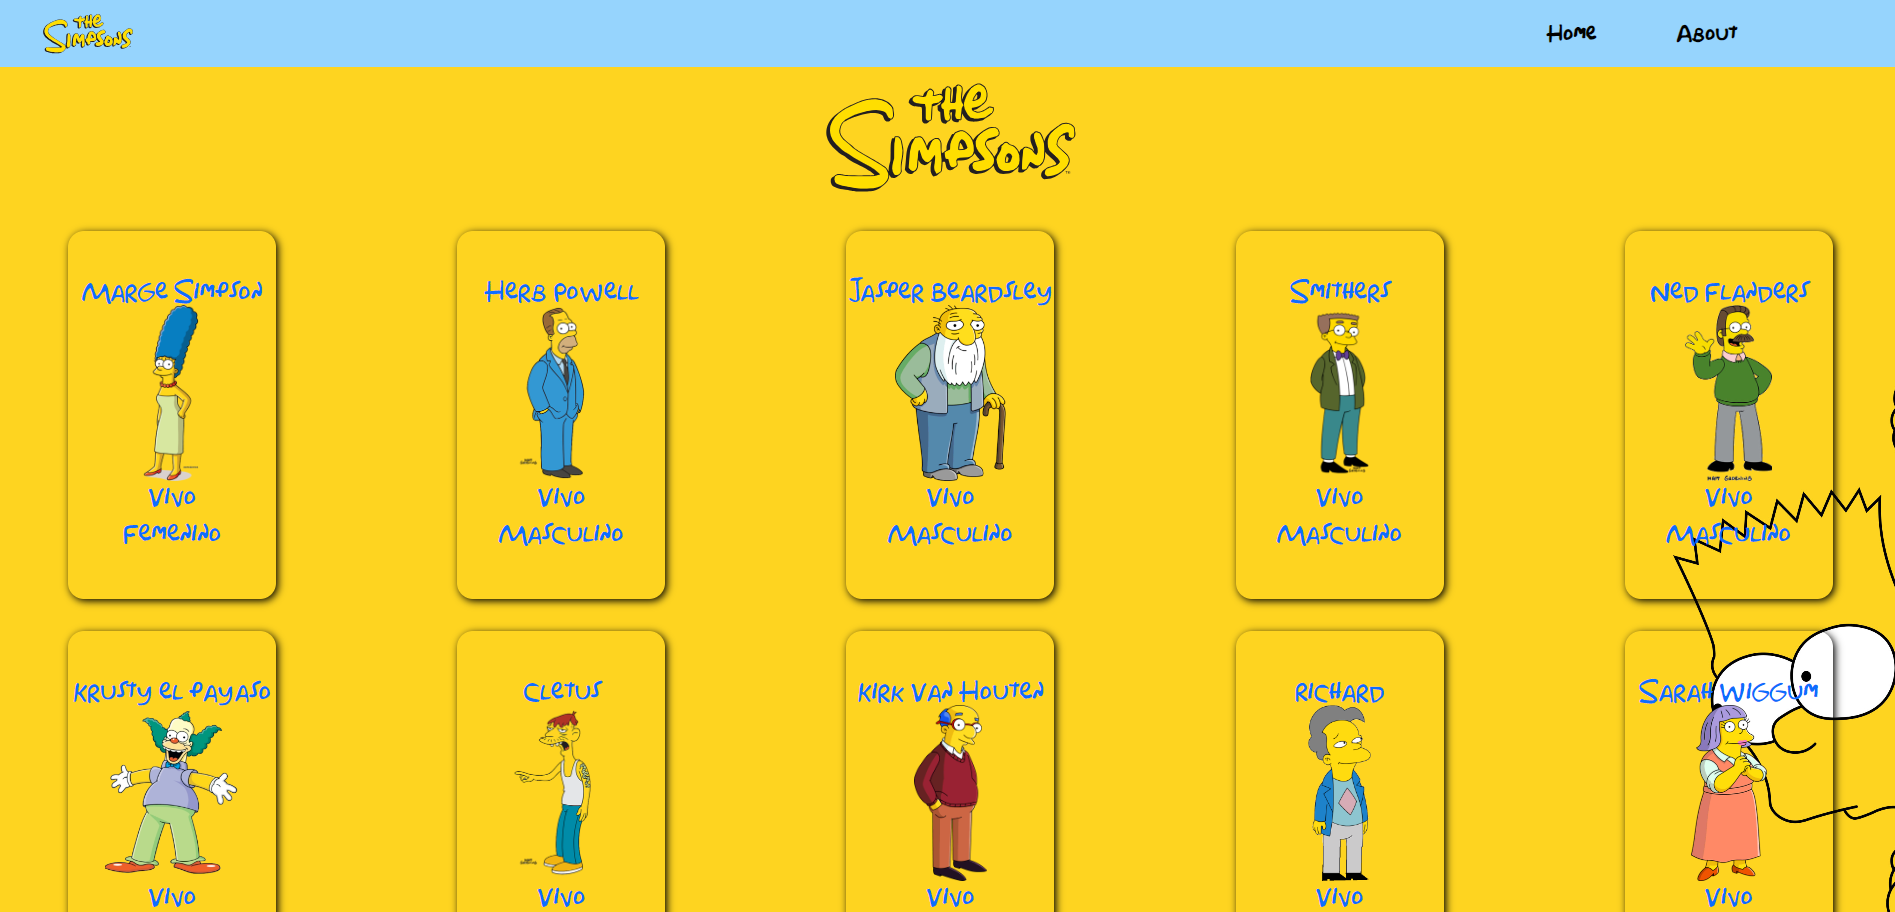 The Simpsons
Home
About
The
Simpsons
TM
Marge Simpson
Herb Powell
Jasper Beardsley
Smithers
Ned Flanders
Vivo
Vivo
Vivo
Vivo
Vivo
Femenino
Masculino
Masculino
Masculino
Masculino
Krusty el payaso
Cletus
Kirk Van Houten
Richard
Sarah Wiggum
Vivo
Vivo
Vivo
Vivo
Vivo